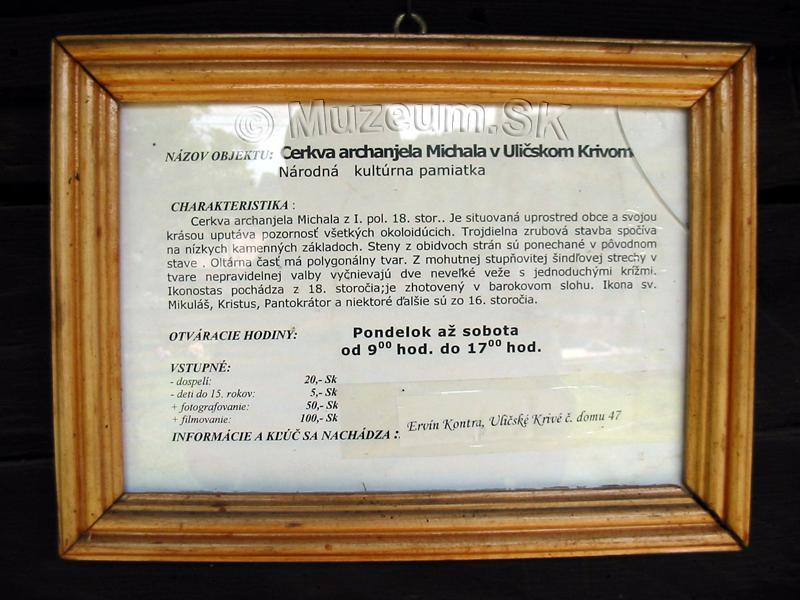 © Muzeum.SK
NÁZOV OBJEKTU: Cerkva archanjela Michala v Uličskom Krivom
Národná kultúrna pamiatka
CHARAKTERISTIKA :
Cerkva archanjela Michala z I. pol. 18. stor.. Je situovaná uprostred obce a svojou
krásou uputáva pozornosť všetkých okoloidúcich. Trojdielna zrubová stavba spočíva
na nízkych kamenných základoch. Steny z obidvoch strán sú ponechané v pôvodnom
stave . Oltárna časť má polygonálny tvar. Z mohutnej stupňovitej šindľovej strechy v
tvare nepravidelnej valby vyčnievajú dve neveľké veže s jednoduchými krížmi.
Ikonostas pochádza z 18. storočia;je zhotovený v barokovom slohu. Ikona sv.
Mikuláš, Kristus, Pantokrátor a niektoré ďalšie sú zo 16. storočia.
OTVÁRACIE HODINY: Pondelok až sobota
od 9⁰⁰ hod. do 17⁰⁰ hod.
VSTUPNÉ:
- dospelí: 20,- Sk
- deti do 15. rokov: 5,- Sk
+ fotografovanie: 50,- Sk
+ filmovanie: 100,- Sk
INFORMÁCIE A KĽÚČ SA NACHÁDZA : Ervín Kontra, Uličské Krivé č. domu 47